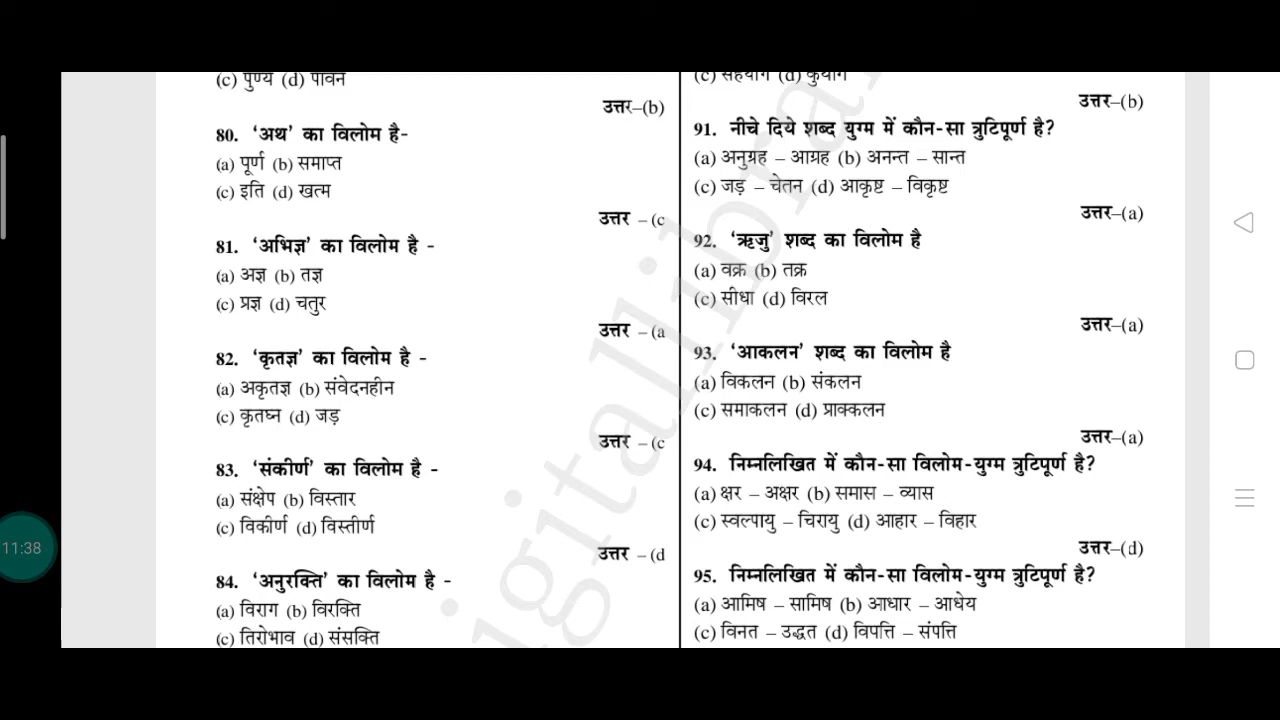 (c) पुण्य (d) पावन
उत्तर–(b)
80. ‘अथ’ का विलोम है-
(a) पूर्ण (b) समाप्त
(c) इति (d) खत्म
उत्तर –(c
81. ‘अभिज्ञ’ का विलोम है -
(a) अज्ञ (b) तज्ञ
(c) प्रज्ञ (d) चतुर
उत्तर –(a
82. ‘कृतज्ञ’ का विलोम है -
(a) अकृतज्ञ (b) संवेदनहीन
(c) कृतघ्न (d) जड़
उत्तर –(c
83. ‘संकीर्ण’ का विलोम है -
(a) संक्षेप (b) विस्तार
(c) विकीर्ण (d) विस्तीर्ण
उत्तर –(d
84. ‘अनुरक्ति’ का विलोम है -
(a) विराग (b) विरक्ति
(c) तिरोभाव (d) संसक्ति
(c) सहयोग (d) कुयोग
उत्तर–(b)
91. नीचे दिये शब्द युग्म में कौन-सा त्रुटिपूर्ण है?
(a) अनुग्रह – आग्रह (b) अनन्त – सान्त
(c) जड़ – चेतन (d) आकृष्ट – विकृष्ट
उत्तर–(a)
92. ‘ऋजु’ शब्द का विलोम है
(a) वक्र (b) तक्र
(c) सीधा (d) विरल
उत्तर–(a)
93. ‘आकलन’ शब्द का विलोम है
(a) विकलन (b) संकलन
(c) समाकलन (d) प्राक्कलन
उत्तर–(a)
94. निम्नलिखित में कौन-सा विलोम-युग्म त्रुटिपूर्ण है?
(a) क्षर – अक्षर (b) समास – व्यास
(c) स्वल्पायु – चिरायु (d) आहार – विहार
उत्तर–(d)
95. निम्नलिखित में कौन-सा विलोम-युग्म त्रुटिपूर्ण है?
(a) आमिष – सामिष (b) आधार – आधेय
(c) विनत – उद्धत (d) विपत्ति – संपत्ति
11:38
igitallibra